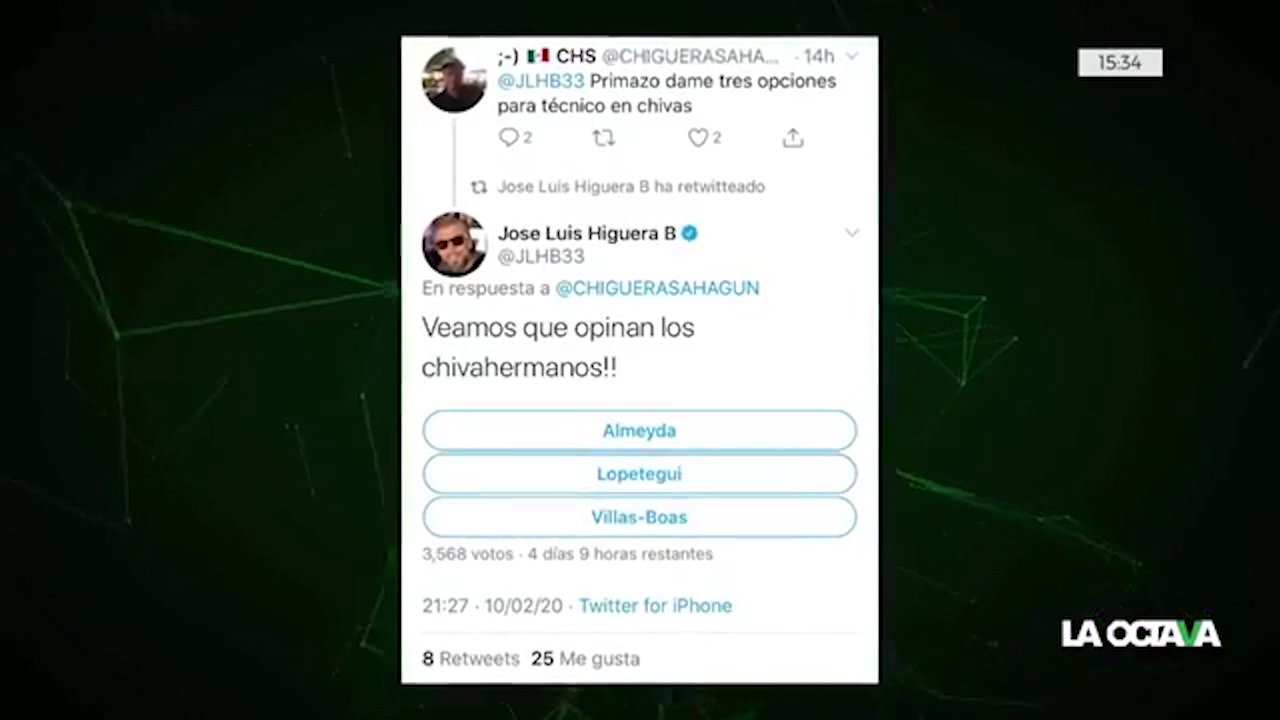 ;-) 🇲🇽 CHS @CHIGUERASAHA... · 14h
@JLHB33 Primazo dame tres opciones
para técnico en chivas
2 2
Jose Luis Higuera B ha retwitteado
Jose Luis Higuera B
@JLHB33
En respuesta a @CHIGUERASAHAGUN
Veamos que opinan los
chivahermanos!!
Almeyda
Lopetegui
Villas-Boas
3,568 votos · 4 días 9 horas restantes
21:27 · 10/02/20 · Twitter for iPhone
8 Retweets 25 Me gusta
15:34
LA OCTAVA